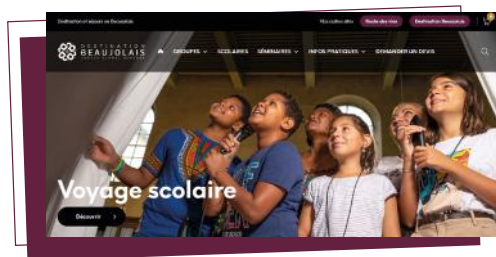 Destination et séjours en Beaujolais
Nos autres sites
Route des vins
Destination Beaujolais
DESTINATION
BEAUJOLAIS
GROUPES
SCOLAIRES
SÉMINAIRES
INFOS PRATIQUES
DEMANDER UN DEVIS
Voyage scolaire
Découvrir